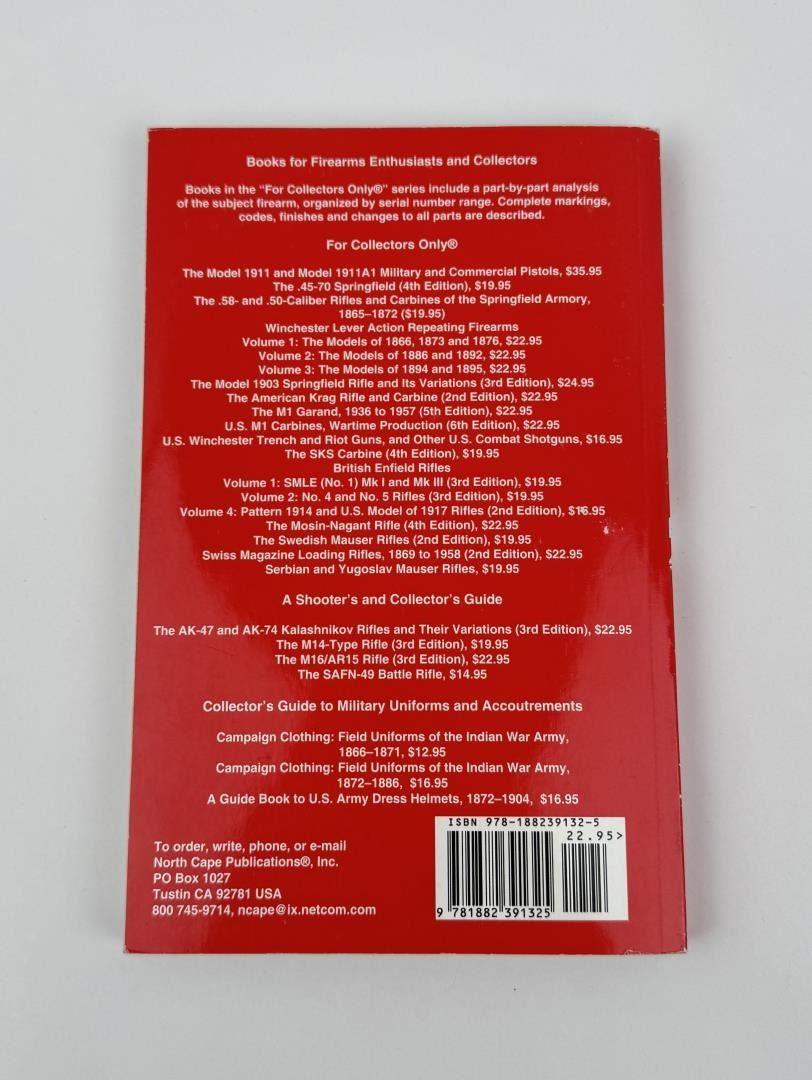 Books for Firearms Enthusiasts and Collectors
Books in the "For Collectors Only®" series include a part-by-part analysis
of the subject firearm, organized by serial number range. Complete markings,
codes, finishes and changes to all parts are described.
For Collectors Only®
The Model 1911 and Model 1911A1 Military and Commercial Pistols, $35.95
The .45-70 Springfield (4th Edition), $19.95
The .58- and .50-Caliber Rifles and Carbines of the Springfield Armory,
1865–1872 ($19.95)
Winchester Lever Action Repeating Firearms
Volume 1: The Models of 1866, 1873 and 1876, $22.95
Volume 2: The Models of 1886 and 1892, $22.95
Volume 3: The Models of 1894 and 1895, $22.95
The Model 1903 Springfield Rifle and Its Variations (3rd Edition), $24.95
The American Krag Rifle and Carbine (2nd Edition), $22.95
The M1 Garand, 1936 to 1957 (5th Edition), $22.95
U.S. M1 Carbines, Wartime Production (6th Edition), $22.95
U.S. Winchester Trench and Riot Guns, and Other U.S. Combat Shotguns, $16.95
The SKS Carbine (4th Edition), $19.95
British Enfield Rifles
Volume 1: SMLE (No. 1) Mk I and Mk III (3rd Edition), $19.95
Volume 2: No. 4 and No. 5 Rifles (3rd Edition), $19.95
Volume 4: Pattern 1914 and U.S. Model of 1917 Rifles (2nd Edition), $16.95
The Mosin-Nagant Rifle (4th Edition), $22.95
The Swedish Mauser Rifles (2nd Edition), $19.95
Swiss Magazine Loading Rifles, 1869 to 1958 (2nd Edition), $22.95
Serbian and Yugoslav Mauser Rifles, $19.95
A Shooter's and Collector's Guide
The AK-47 and AK-74 Kalashnikov Rifles and Their Variations (3rd Edition), $22.95
The M14-Type Rifle (3rd Edition), $19.95
The M16/AR15 Rifle (3rd Edition), $22.95
The SAFN-49 Battle Rifle, $14.95
Collector's Guide to Military Uniforms and Accoutrements
Campaign Clothing: Field Uniforms of the Indian War Army,
1866–1871, $12.95
Campaign Clothing: Field Uniforms of the Indian War Army,
1872–1886, $16.95
A Guide Book to U.S. Army Dress Helmets, 1872–1904, $16.95
To order, write, phone, or e-mail
North Cape Publications®, Inc.
PO Box 1027
Tustin CA 92781 USA
800 745-9714, ncape@ix.netcom.com
ISBN 978-188239132-5
22.95>
9 781882 391325